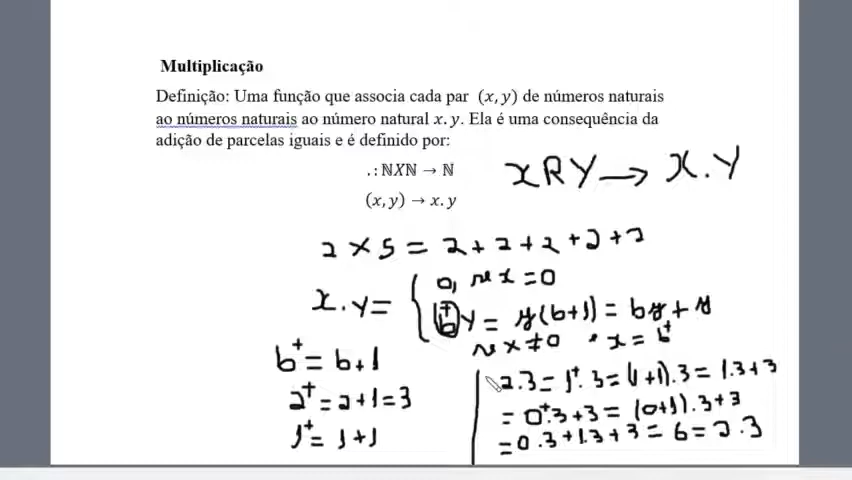 Multiplicação
Definição: Uma função que associa cada par (x, y) de números naturais
ao números naturais ao número natural x. y. Ela é uma consequência da
adição de parcelas iguais e é definido por:
.: ℕXℕ → ℕ
(x, y) → x. y
x R Y → x . Y
2 × 5 = 2 + 2 + 2 + 2 + 2
x . y = { 0, se x = 0
b⁺ y = y(b+1) = by + y
se x ≠ 0 • x = b⁺
b⁺ = b + 1
2⁺ = 2 + 1 = 3
1⁺ = 1 + 1
2.3 = 1⁺. 3 = (1+1).3 = 1.3 + 3
= 0⁺.3 + 3 = (0+1).3 + 3
= 0.3 + 1.3 + 3 = 6 = 2.3